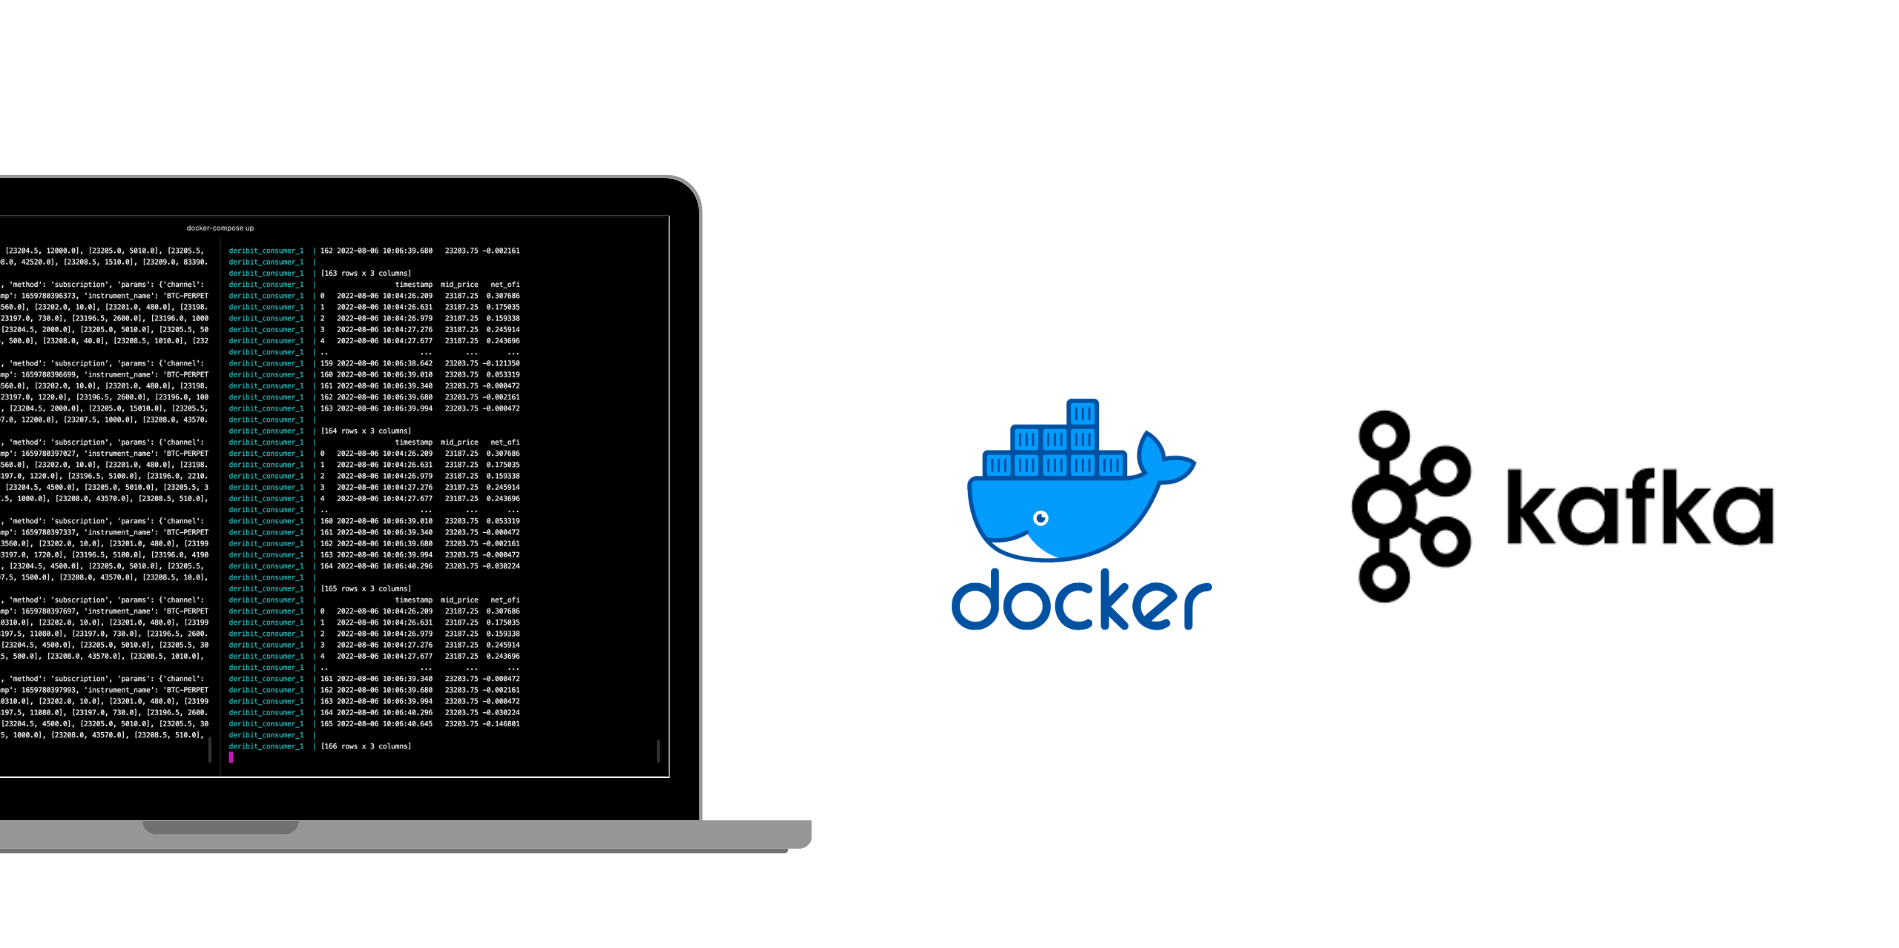 docker-compose up
[23204.5, 12000.0], [23205.0, 5010.0], [23205.5,
0.0, 42520.0], [23208.5, 1510.0], [23209.0, 83390.
, 'method': 'subscription', 'params': {'channel':
mp': 1659780396373, 'instrument_name': 'BTC-PERPET
560.0], [23202.0, 10.0], [23201.0, 480.0], [23198.
23197.0, 730.0], [23196.5, 2600.0], [23196.0, 1000
[23204.5, 2000.0], [23205.0, 5010.0], [23205.5, 50
, 500.0], [23208.0, 40.0], [23208.5, 1010.0], [232
, 'method': 'subscription', 'params': {'channel':
mp': 1659780396699, 'instrument_name': 'BTC-PERPET
560.0], [23202.0, 10.0], [23201.0, 480.0], [23198.
23197.0, 1220.0], [23196.5, 2600.0], [23196.0, 100
, [23204.5, 2000.0], [23205.0, 15010.0], [23205.5,
7.0, 12200.0], [23207.5, 1000.0], [23208.0, 43570.
, 'method': 'subscription', 'params': {'channel':
mp': 1659780397027, 'instrument_name': 'BTC-PERPET
560.0], [23202.0, 10.0], [23201.0, 480.0], [23198.
197.0, 1220.0], [23196.5, 5100.0], [23196.0, 2210.
[23204.5, 4500.0], [23205.0, 5010.0], [23205.5, 3
.5, 1000.0], [23208.0, 43570.0], [23208.5, 510.0],
, 'method': 'subscription', 'params': {'channel':
mp': 1659780397337, 'instrument_name': 'BTC-PERPET
3560.0], [23202.0, 10.0], [23201.0, 480.0], [23199
3197.0, 1720.0], [23196.5, 5100.0], [23196.0, 4190
, [23204.5, 4500.0], [23205.0, 5010.0], [23205.5,
07.5, 1500.0], [23208.0, 43570.0], [23208.5, 10.0],
, 'method': 'subscription', 'params': {'channel':
mp': 1659780397697, 'instrument_name': 'BTC-PERPET
0310.0], [23202.0, 10.0], [23201.0, 480.0], [23199
197.5, 11080.0], [23197.0, 730.0], [23196.5, 2600.
[23204.5, 4500.0], [23205.0, 5010.0], [23205.5, 30
5, 500.0], [23208.0, 43570.0], [23208.5, 1010.0],
, 'method': 'subscription', 'params': {'channel':
mp': 1659780397993, 'instrument_name': 'BTC-PERPET
0310.0], [23202.0, 10.0], [23201.0, 480.0], [23199
197.5, 11080.0], [23197.0, 730.0], [23196.5, 2600.
[23204.5, 4500.0], [23205.0, 5010.0], [23205.5, 30
5, 1000.0], [23208.0, 43570.0], [23208.5, 510.0],
deribit_consumer_1 | 162 2022-08-06 10:06:39.680 23203.75 -0.002161
deribit_consumer_1 |
deribit_consumer_1 | [163 rows x 3 columns]
deribit_consumer_1 | timestamp mid_price net_ofi
deribit_consumer_1 | 0 2022-08-06 10:04:26.209 23187.25 0.307686
deribit_consumer_1 | 1 2022-08-06 10:04:26.631 23187.25 0.175035
deribit_consumer_1 | 2 2022-08-06 10:04:26.979 23187.25 0.159338
deribit_consumer_1 | 3 2022-08-06 10:04:27.276 23187.25 0.245914
deribit_consumer_1 | 4 2022-08-06 10:04:27.677 23187.25 0.243696
deribit_consumer_1 | .. ... ... ...
deribit_consumer_1 | 159 2022-08-06 10:06:38.642 23203.75 -0.121350
deribit_consumer_1 | 160 2022-08-06 10:06:39.010 23203.75 0.053319
deribit_consumer_1 | 161 2022-08-06 10:06:39.340 23203.75 -0.000472
deribit_consumer_1 | 162 2022-08-06 10:06:39.680 23203.75 -0.002161
deribit_consumer_1 | 163 2022-08-06 10:06:39.994 23203.75 -0.000472
deribit_consumer_1 |
deribit_consumer_1 | [164 rows x 3 columns]
deribit_consumer_1 | timestamp mid_price net_ofi
deribit_consumer_1 | 0 2022-08-06 10:04:26.209 23187.25 0.307686
deribit_consumer_1 | 1 2022-08-06 10:04:26.631 23187.25 0.175035
deribit_consumer_1 | 2 2022-08-06 10:04:26.979 23187.25 0.159338
deribit_consumer_1 | 3 2022-08-06 10:04:27.276 23187.25 0.245914
deribit_consumer_1 | 4 2022-08-06 10:04:27.677 23187.25 0.243696
deribit_consumer_1 | .. ... ... ...
deribit_consumer_1 | 160 2022-08-06 10:06:39.010 23203.75 0.053319
deribit_consumer_1 | 161 2022-08-06 10:06:39.340 23203.75 -0.000472
deribit_consumer_1 | 162 2022-08-06 10:06:39.680 23203.75 -0.002161
deribit_consumer_1 | 163 2022-08-06 10:06:39.994 23203.75 -0.000472
deribit_consumer_1 | 164 2022-08-06 10:06:40.296 23203.75 -0.030224
deribit_consumer_1 |
deribit_consumer_1 | [165 rows x 3 columns]
deribit_consumer_1 | timestamp mid_price net_ofi
deribit_consumer_1 | 0 2022-08-06 10:04:26.209 23187.25 0.307686
deribit_consumer_1 | 1 2022-08-06 10:04:26.631 23187.25 0.175035
deribit_consumer_1 | 2 2022-08-06 10:04:26.979 23187.25 0.159338
deribit_consumer_1 | 3 2022-08-06 10:04:27.276 23187.25 0.245914
deribit_consumer_1 | 4 2022-08-06 10:04:27.677 23187.25 0.243696
deribit_consumer_1 | .. ... ... ...
deribit_consumer_1 | 161 2022-08-06 10:06:39.340 23203.75 -0.000472
deribit_consumer_1 | 162 2022-08-06 10:06:39.680 23203.75 -0.002161
deribit_consumer_1 | 163 2022-08-06 10:06:39.994 23203.75 -0.000472
deribit_consumer_1 | 164 2022-08-06 10:06:40.296 23203.75 -0.030224
deribit_consumer_1 | 165 2022-08-06 10:06:40.645 23203.75 -0.146801
deribit_consumer_1 |
deribit_consumer_1 | [166 rows x 3 columns]
docker
kafka